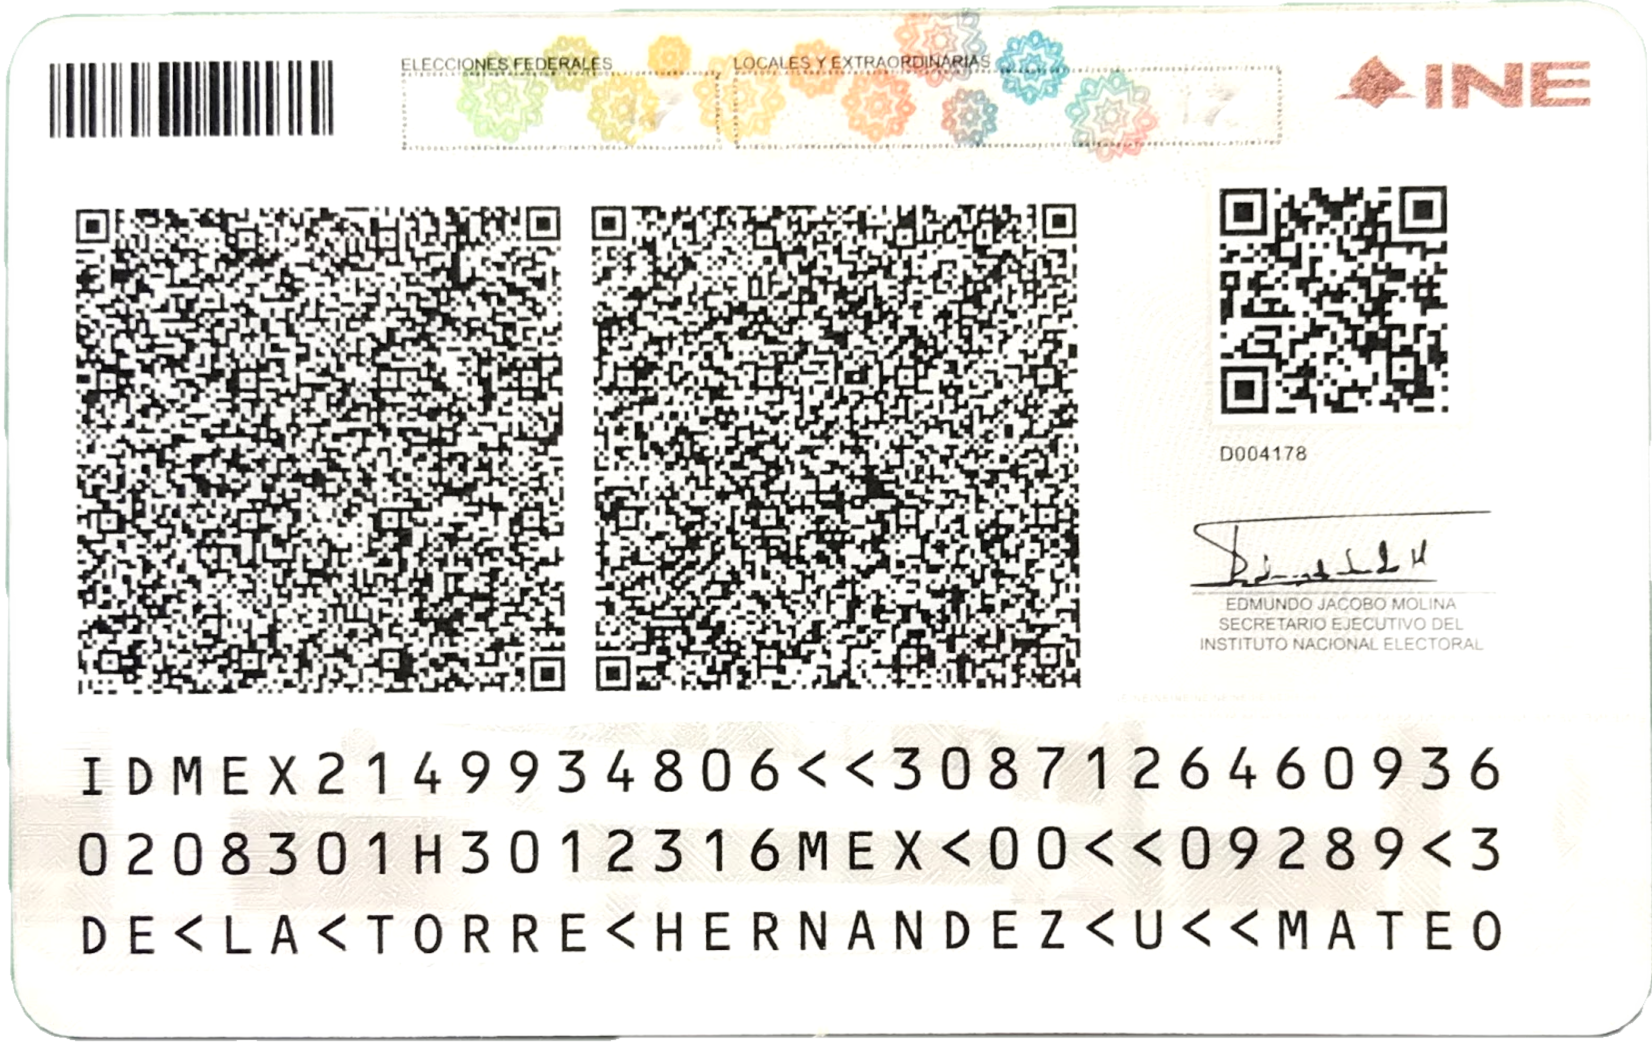 ELECCIONES FEDERALES
LOCALES Y EXTRAORDINARIAS
INE
17
D004178
EDMUNDO JACOBO MOLINA
SECRETARIO EJECUTIVO DEL
INSTITUTO NACIONAL ELECTORAL
IDMEX2149934806<<3087126460936
0208301H3012316MEX<00<<09289<3
DE<LA<TORRE<HERNANDEZ<U<<MATEO